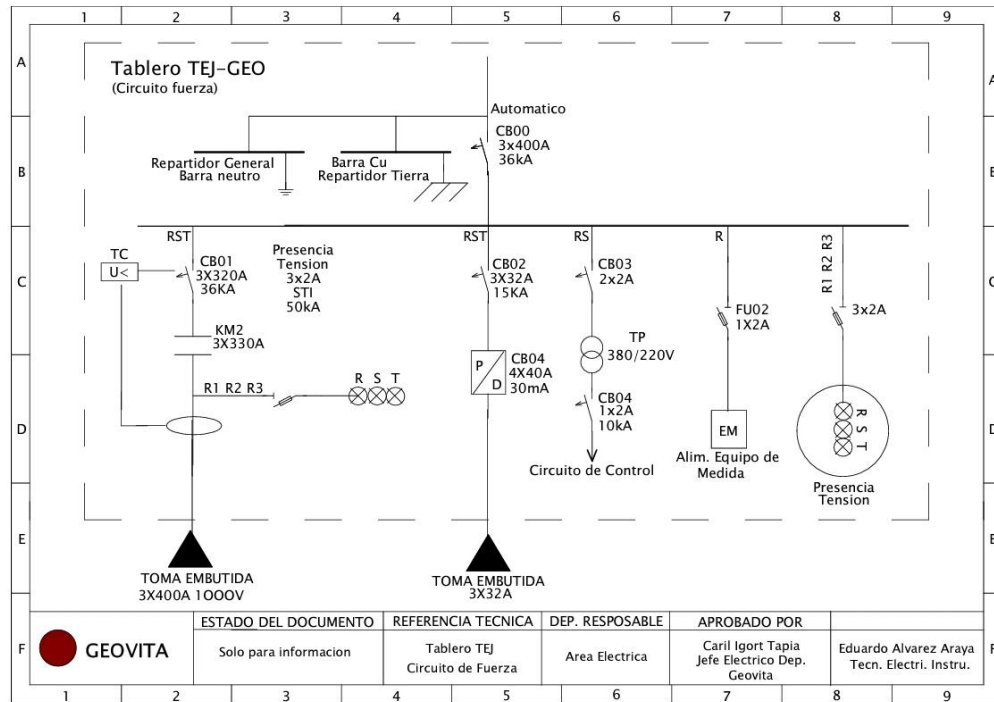 1 2 3 4 5 6 7 8 9
A A
Tablero TEJ-GEO
(Circuito fuerza)
Automatico
CB00
3x400A
36kA
B B
Repartidor General
Barra neutro
Barra Cu
Repartidor Tierra
RST
RST
RS
R
R1 R2 R3
C C
TC
U<
CB01
3X320A
36KA
Presencia
Tension
3x2A
STI
50kA
CB02
3X32A
15KA
CB03
2x2A
FU02
1X2A
3x2A
KM2
3X330A
TP
380/220V
R1 R2 R3
R S T
P
D
CB04
4X40A
30mA
CB04
1x2A
10kA
D D
EM
R S T
Circuito de Control
Alim. Equipo de
Medida
Presencia
Tension
E E
TOMA EMBUTIDA
3X400A 1000V
TOMA EMBUTIDA
3X32A
F F
GEOVITA
ESTADO DEL DOCUMENTO
Solo para informacion
REFERENCIA TECNICA
Tablero TEJ
Circuito de Fuerza
DEP. RESPOSABLE
Area Electrica
APROBADO POR
Caril Igort Tapia
Jefe Electrico Dep.
Geovita
Eduardo Alvarez Araya
Tecn. Electri. Instru.
1 2 3 4 5 6 7 8 9